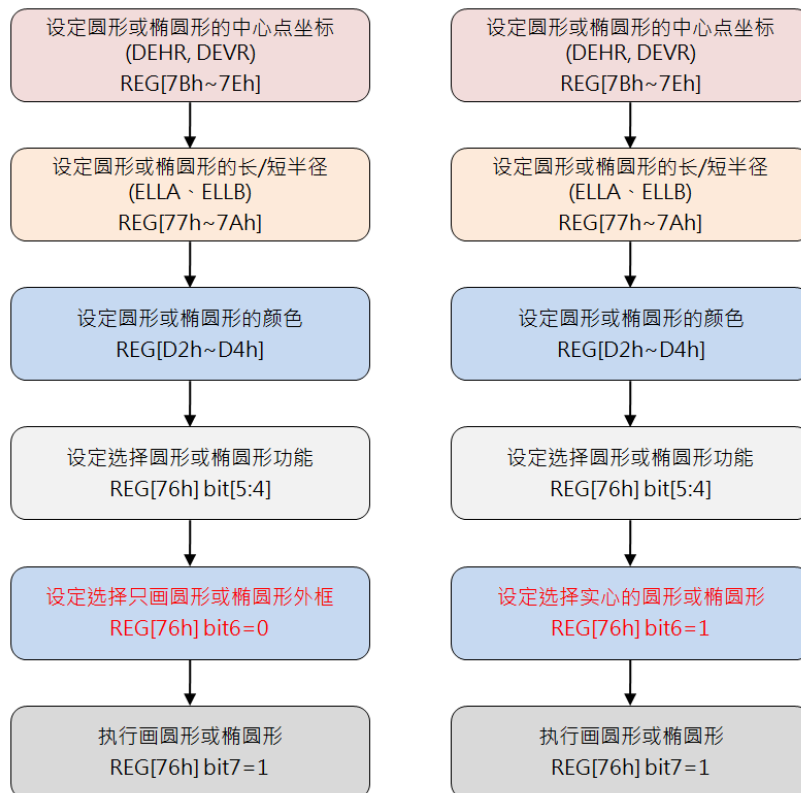 设定圆形或椭圆形的中心点坐标
(DEHR, DEVR)
REG[7Bh~7Eh]
设定圆形或椭圆形的长/短半径
(ELLA、ELLB)
REG[77h~7Ah]
设定圆形或椭圆形的颜色
REG[D2h~D4h]
设定选择圆形或椭圆形功能
REG[76h] bit[5:4]
设定选择只画圆形或椭圆形外框
REG[76h] bit6=0
执行画圆形或椭圆形
REG[76h] bit7=1
设定圆形或椭圆形的中心点坐标
(DEHR, DEVR)
REG[7Bh~7Eh]
设定圆形或椭圆形的长/短半径
(ELLA、ELLB)
REG[77h~7Ah]
设定圆形或椭圆形的颜色
REG[D2h~D4h]
设定选择圆形或椭圆形功能
REG[76h] bit[5:4]
设定选择实心的圆形或椭圆形
REG[76h] bit6=1
执行画圆形或椭圆形
REG[76h] bit7=1